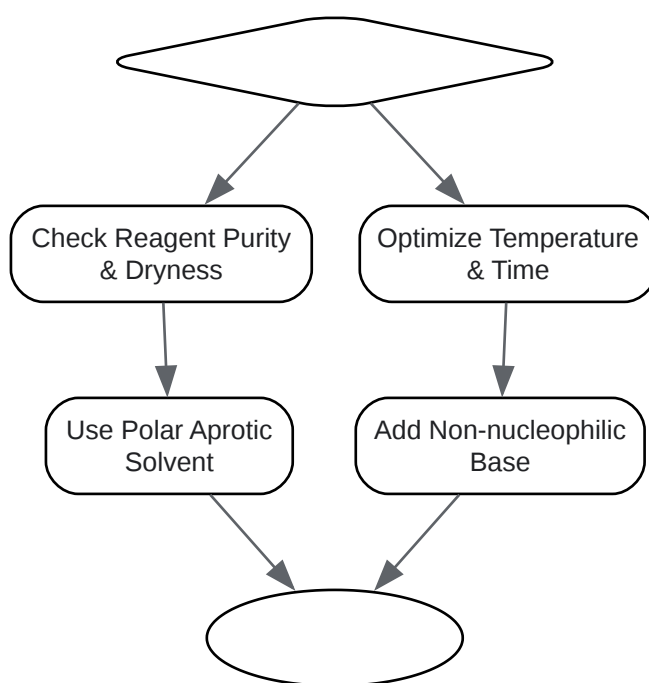 Check Reagent Purity
& Dryness
Optimize Temperature
& Time
Use Polar Aprotic
Solvent
Add Non-nucleophilic
Base